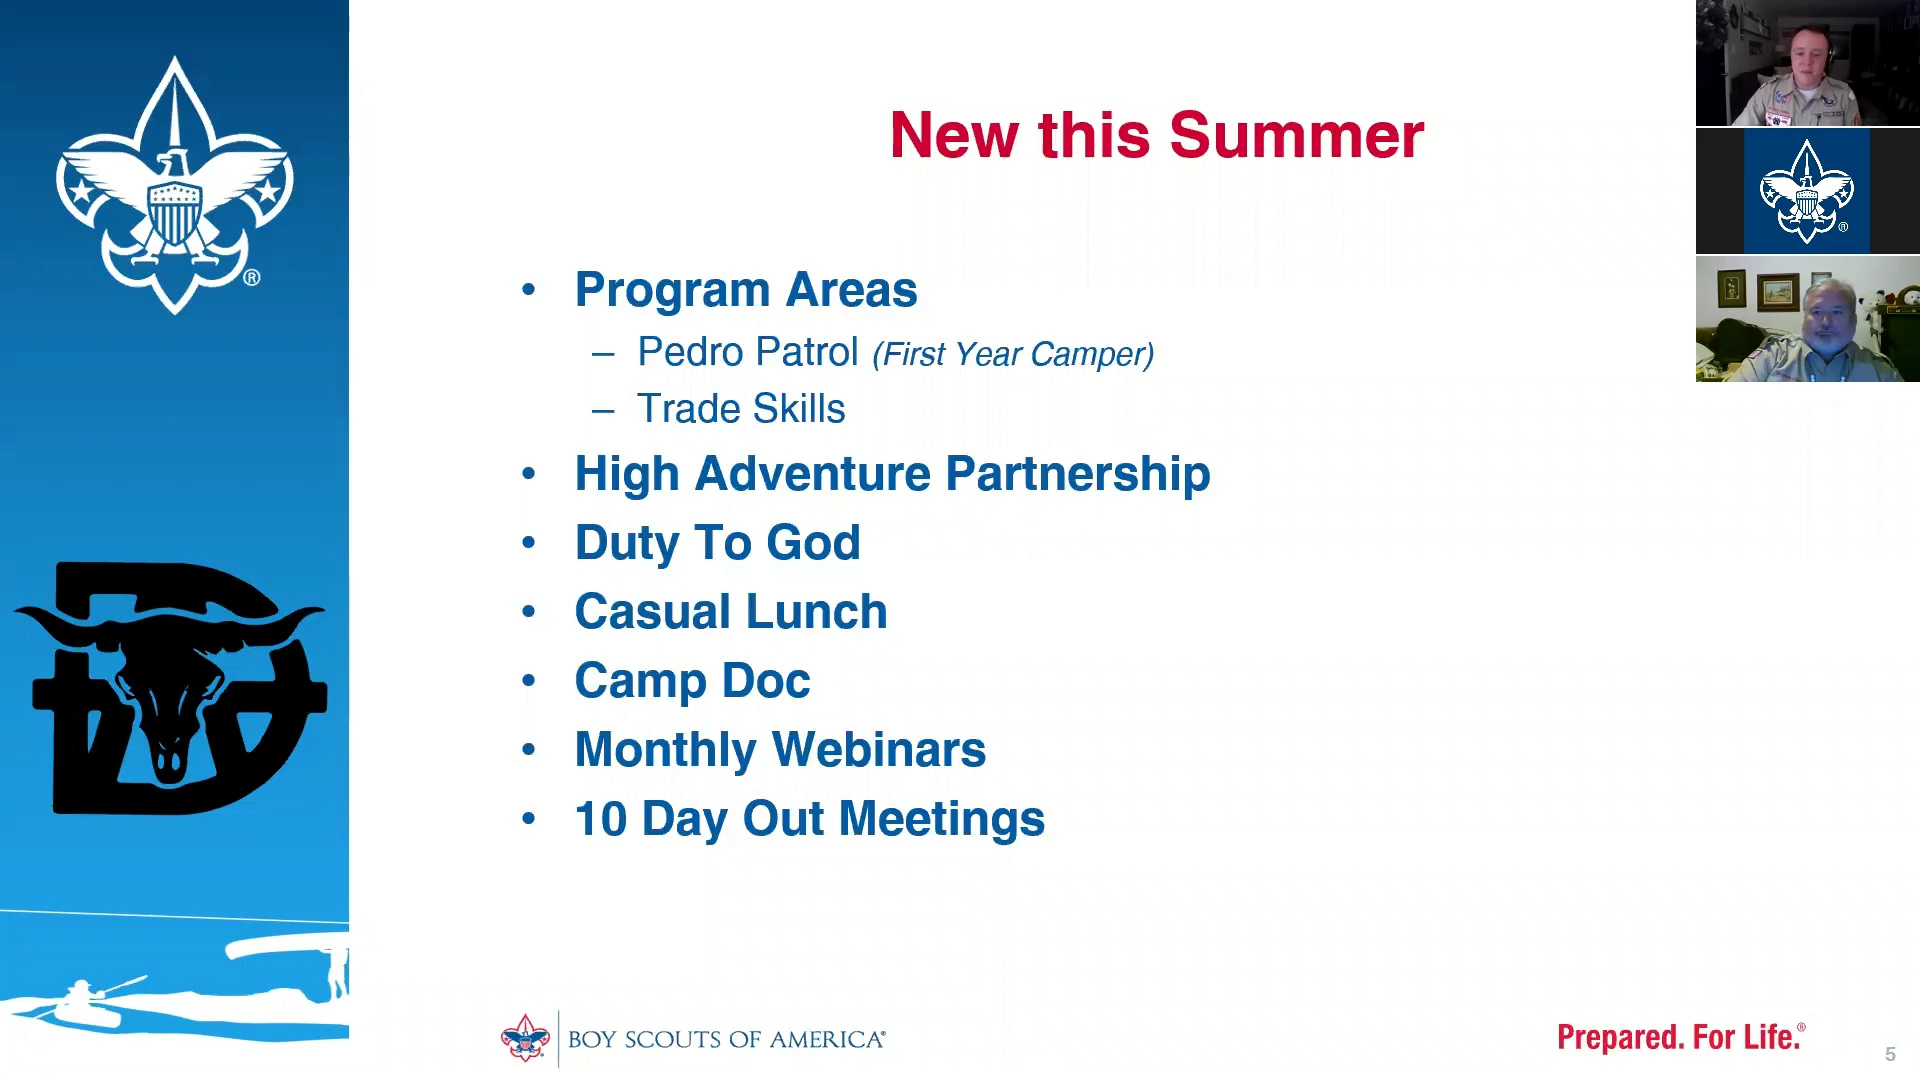 New this Summer
• Program Areas
– Pedro Patrol (First Year Camper)
– Trade Skills
• High Adventure Partnership
• Duty To God
• Casual Lunch
• Camp Doc
• Monthly Webinars
• 10 Day Out Meetings
®
®
D
BOY SCOUTS OF AMERICA®
Prepared. For Life.®
5